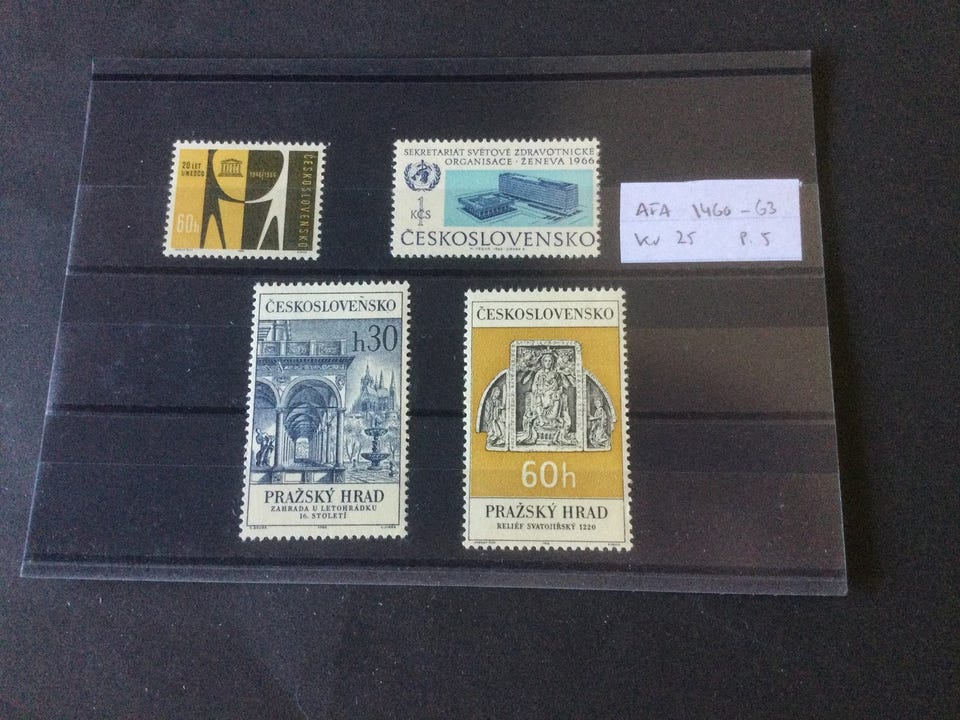 20 LET
UNESCO
1946/1966
ČESKOSLOVENSKO
60h
SEKRETARIÁT SVĚTOVÉ ZDRAVOTNICKÉ
ORGANISACE · ŽENEVA 1966
1
KČS
ČESKOSLOVENSKO
AFA 1460-63
kv 25 p. 5
ČESKOSLOVENSKO
h30
PRAŽSKÝ HRAD
ZAHRADA U LETOHRÁDKU
16. STOLETÍ
1966
ČESKOSLOVENSKO
60h
PRAŽSKÝ HRAD
RELIÉF SVATOJIŘSKÝ 1220